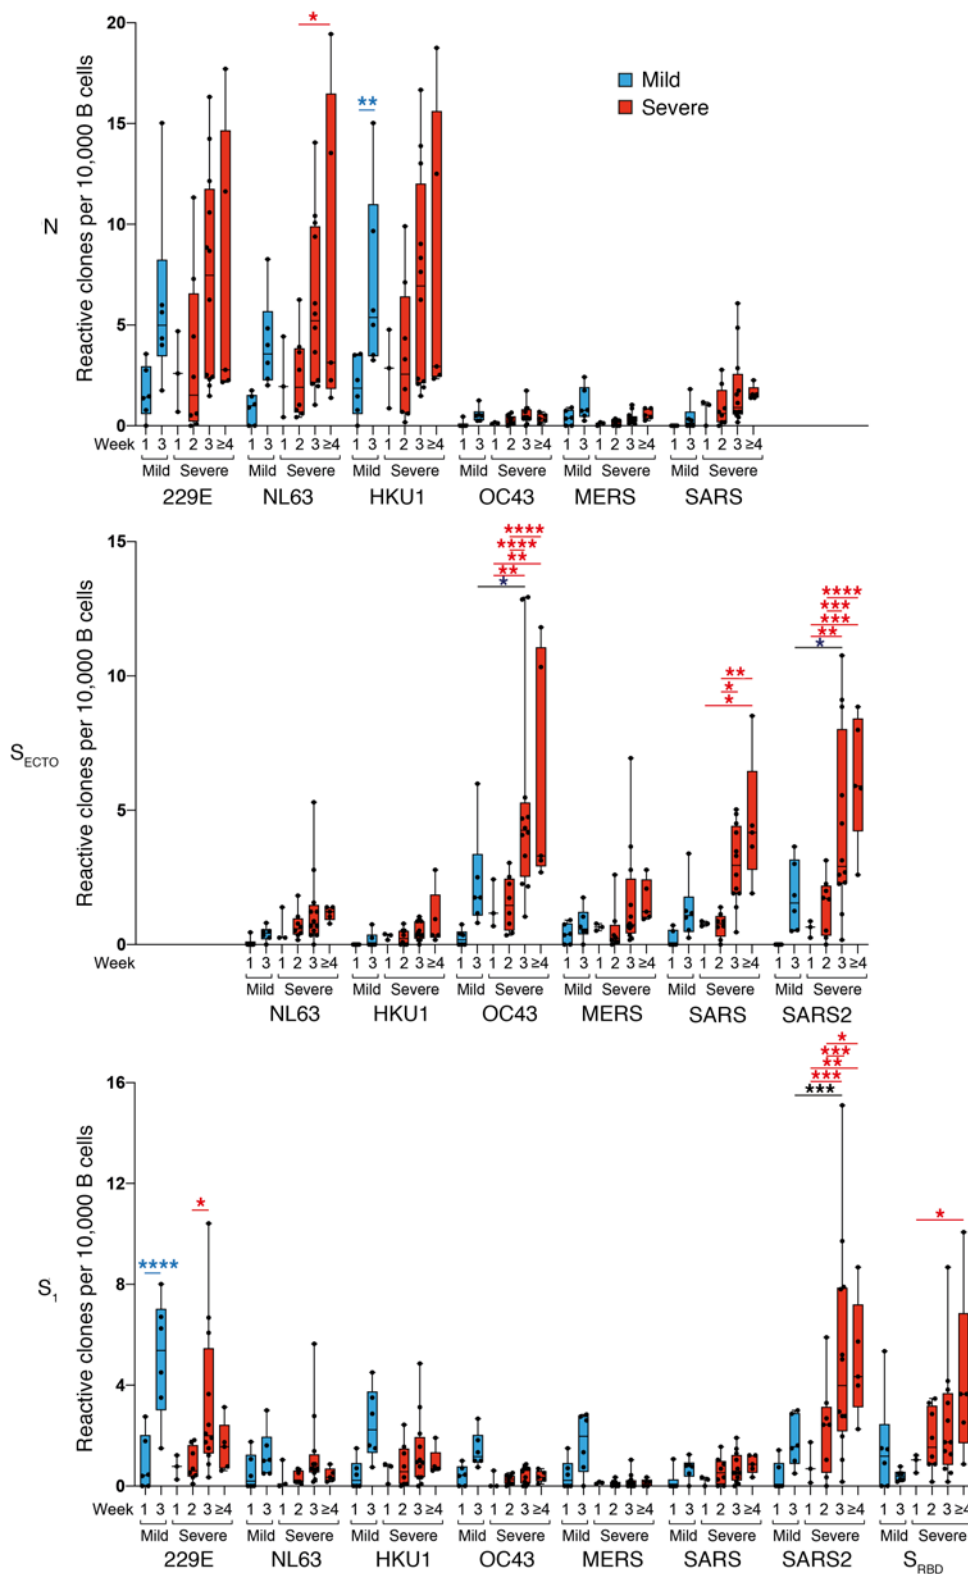 20
*
Mild
Severe
**
15
N
Reactive clones per 10,000 B cells
10
5
0
Week 1 3 1 2 3 ≥4 1 3 1 2 3 ≥4 1 3 1 2 3 ≥4 1 3 1 2 3 ≥4 1 3 1 2 3 ≥4 1 3 1 2 3 ≥4
Mild Severe Mild Severe Mild Severe Mild Severe Mild Severe Mild Severe
229E NL63 HKU1 OC43 MERS SARS
15
****
****
**
**
*
****
***
***
**
*
**
*
*
10
S_ECTO
Reactive clones per 10,000 B cells
5
0
Week 1 3 1 2 3 ≥4 1 3 1 2 3 ≥4 1 3 1 2 3 ≥4 1 3 1 2 3 ≥4 1 3 1 2 3 ≥4 1 3 1 2 3 ≥4
Mild Severe Mild Severe Mild Severe Mild Severe Mild Severe Mild Severe
NL63 HKU1 OC43 MERS SARS SARS2
16
*
***
**
***
***
12
*
*
****
8
S_1
Reactive clones per 10,000 B cells
4
0
Week 1 3 1 2 3 ≥4 1 3 1 2 3 ≥4 1 3 1 2 3 ≥4 1 3 1 2 3 ≥4 1 3 1 2 3 ≥4 1 3 1 2 3 ≥4 1 3 1 2 3 ≥4 1 3 1 2 3 ≥4
Mild Severe Mild Severe Mild Severe Mild Severe Mild Severe Mild Severe Mild Severe Mild Severe
229E NL63 HKU1 OC43 MERS SARS SARS2 S_RBD